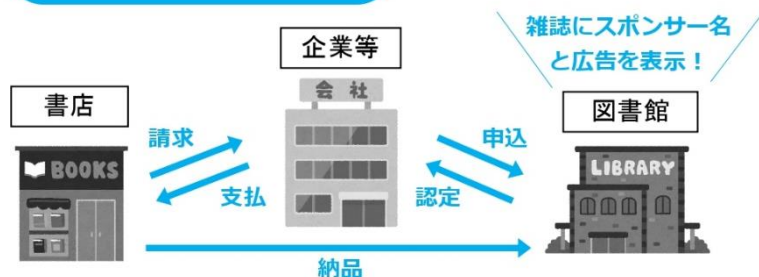 雑誌にスポンサー名
と広告を表示！
企業等
会社
書店
図書館
請求
申込
BOOKS
LIBRARY
支払
認定
納品